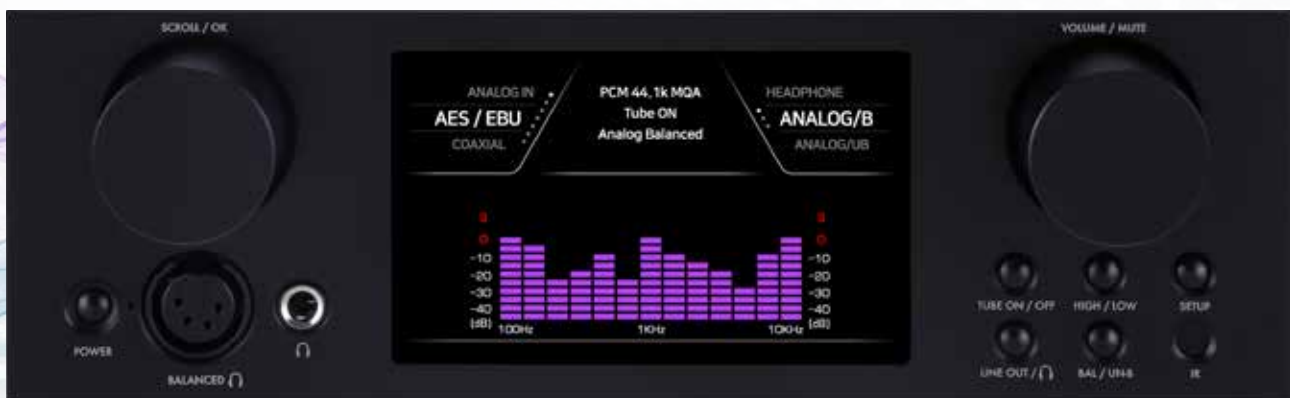 SCROLL / OK
VOLUME / MUTE
ANALOG IN
AES / EBU
COAXIAL
PCM 44,1k MQA
Tube ON
Analog Balanced
HEADPHONE
ANALOG/B
ANALOG/UB
8
0
-10
-20
-30
-40
(dB)
100Hz
1KHz
10KHz
8
0
-10
-20
-30
-40
(dB)
POWER
BALANCED
TUBE ON / OFF
HIGH / LOW
SETUP
LINE OUT /
BAL / UN-B
IR